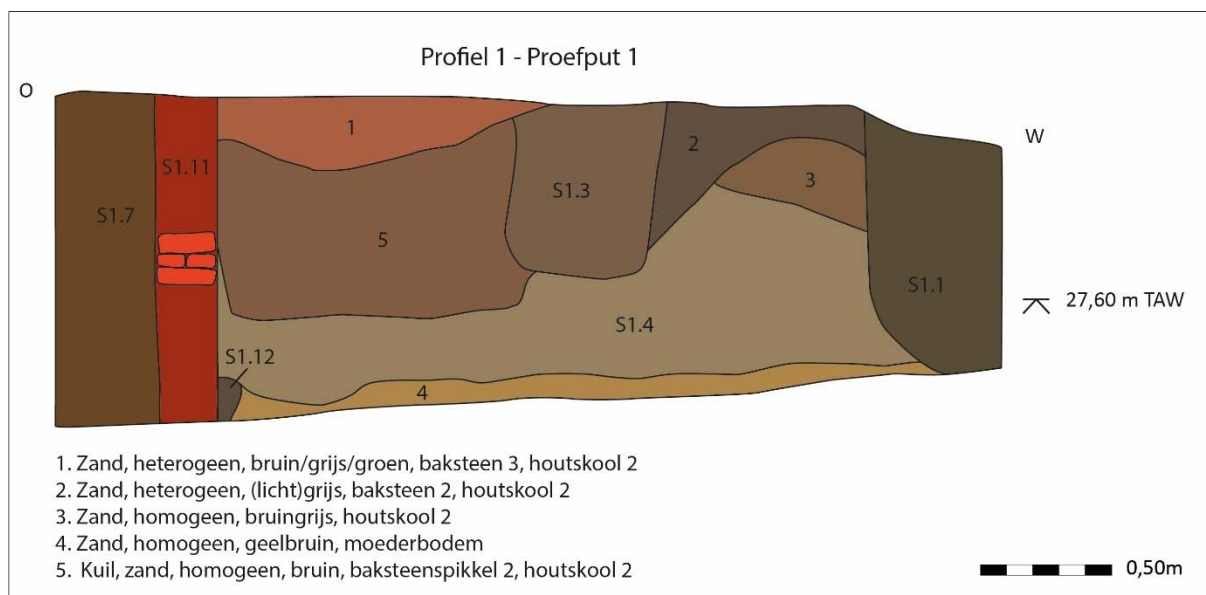 Profiel 1 - Proefput 1
O
W
1
2
S1.11
S1.3
3
S1.7
5
S1.1
27,60 m TAW
S1.4
S1.12
4
1. Zand, heterogeen, bruin/grijs/groen, baksteen 3, houtskool 2
2. Zand, heterogeen, (licht)grijs, baksteen 2, houtskool 2
3. Zand, homogeen, bruingrijs, houtskool 2
4. Zand, homogeen, geelbruin, moederbodem
5. Kuil, zand, homogeen, bruin, baksteenspikkel 2, houtskool 2
0,50m